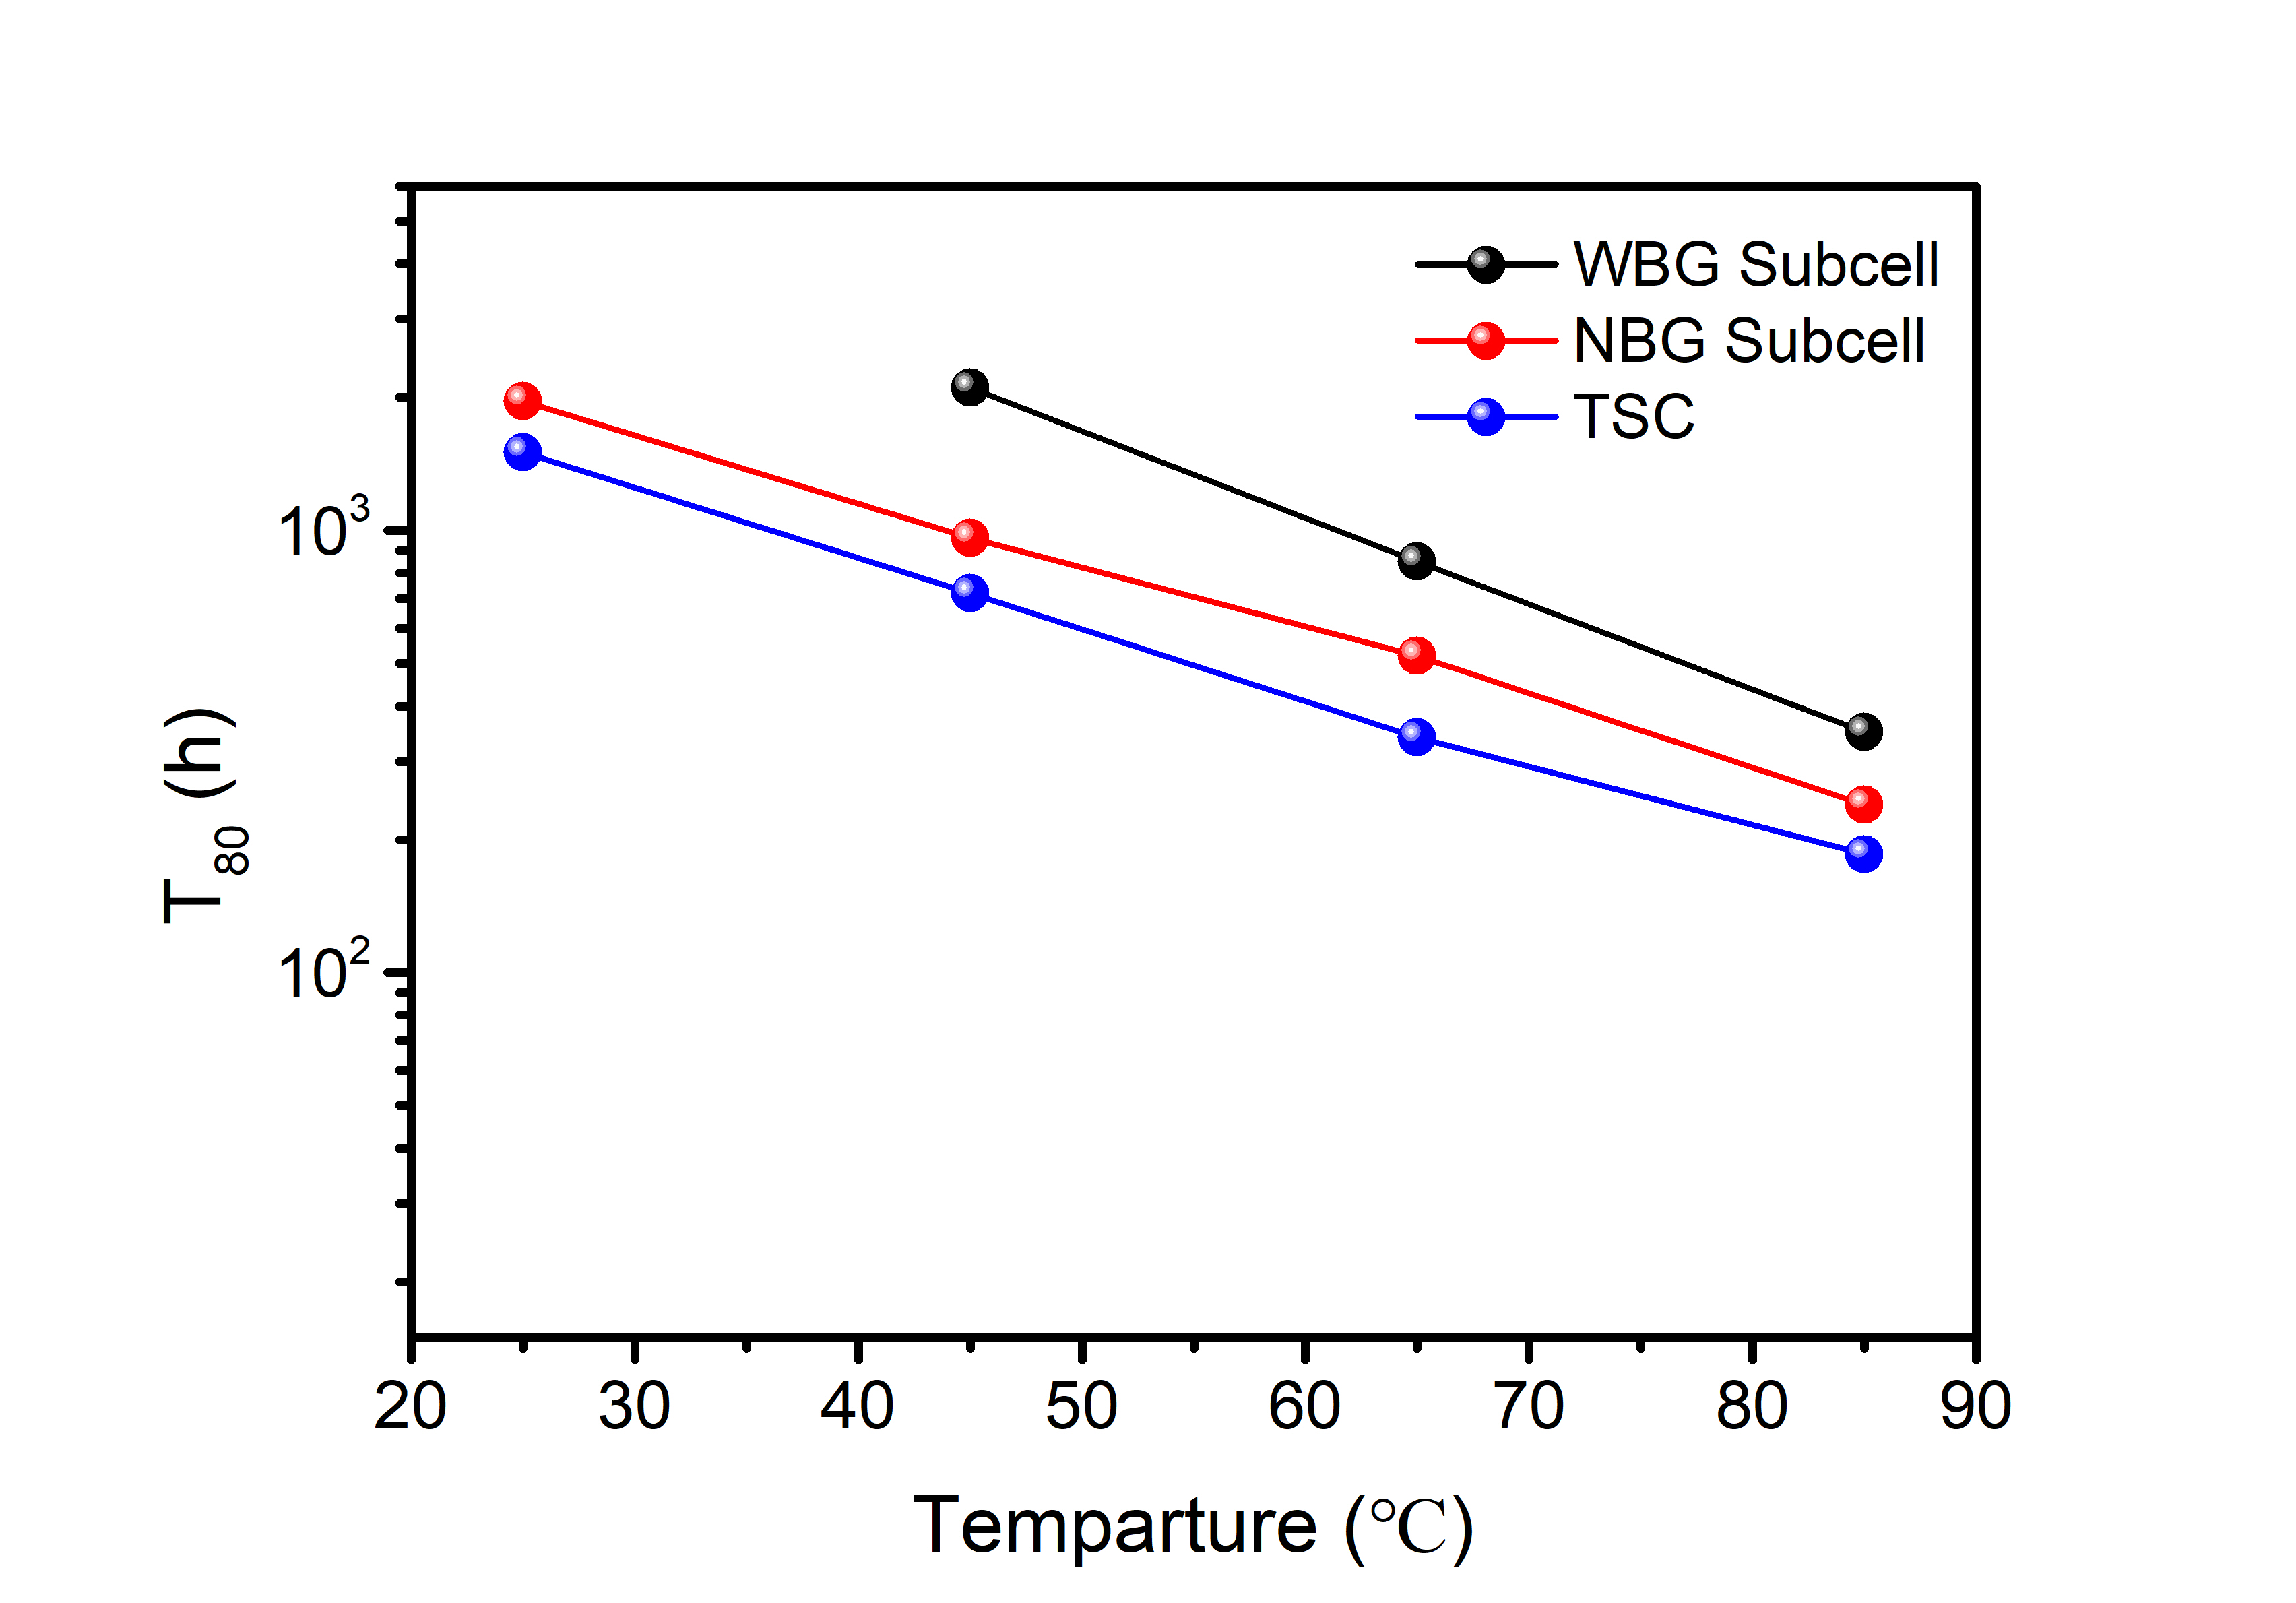 WBG Subcell
NBG Subcell
TSC
10³
10²
T₈₀ (h)
20 30 40 50 60 70 80 90
Temparture (℃)